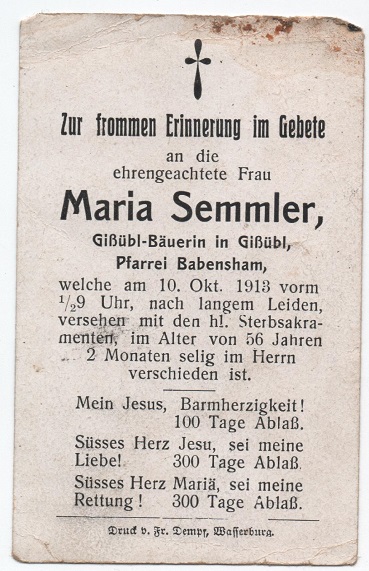 Zur frommen Erinnerung im Gebete
an die
ehrengeachtete Frau
Maria Semmler,
Gißübl-Bäuerin in Gißübl,
Pfarrei Babensham,
welche am 10. Okt. 1913 vorm
1/29 Uhr, nach langem Leiden,
versehen mit den hl. Sterbsakra-
menten, im Alter von 56 Jahren
2 Monaten selig im Herrn
verschieden ist.
Mein Jesus, Barmherzigkeit!
100 Tage Ablaß.
Süsses Herz Jesu, sei meine
Liebe! 300 Tage Ablaß.
Süsses Herz Mariä, sei meine
Rettung! 300 Tage Ablaß.
Druck v. Fr. Dempf, Wasserburg.